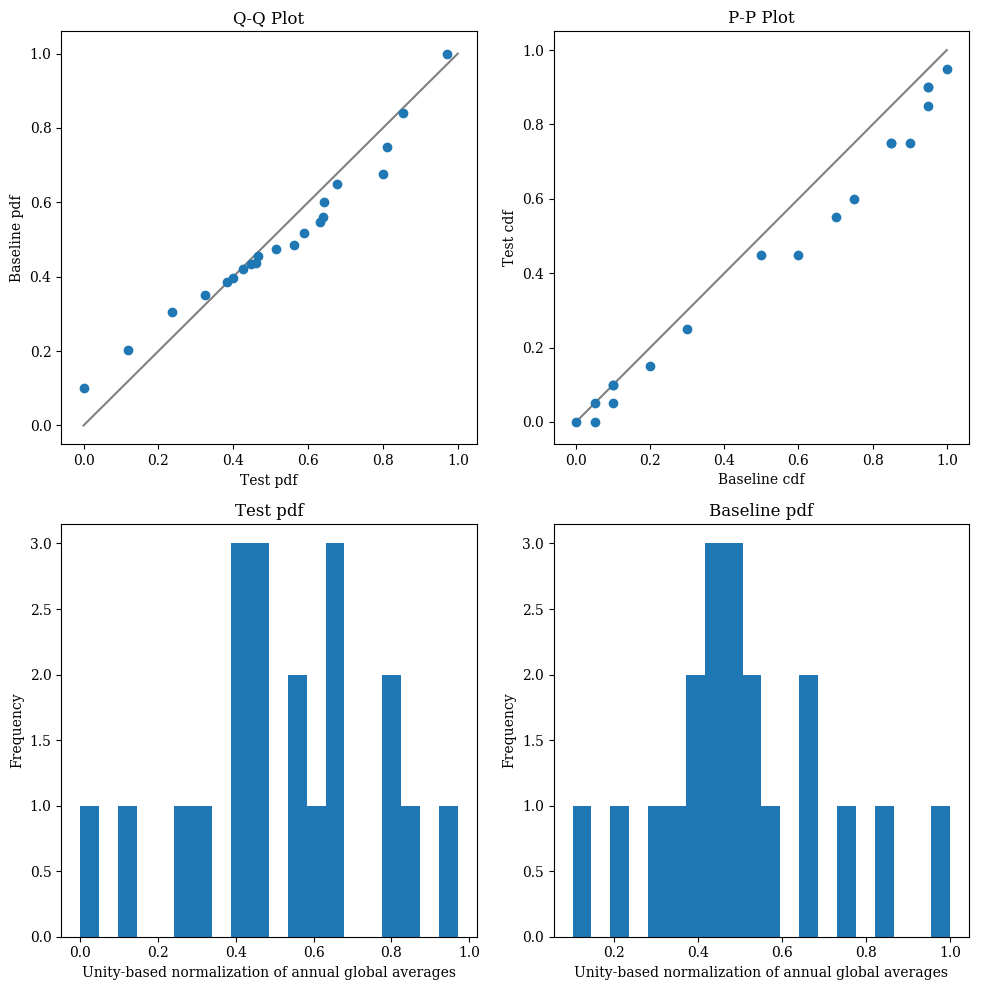 Q-Q Plot
P-P Plot
1.0
0.8
0.6
0.4
0.2
0.0
Baseline pdf
0.0 0.2 0.4 0.6 0.8 1.0
Test pdf
1.0
0.8
0.6
0.4
0.2
0.0
Test cdf
0.0 0.2 0.4 0.6 0.8 1.0
Baseline cdf
Test pdf
3.0
2.5
2.0
1.5
1.0
0.5
0.0
Frequency
0.0 0.2 0.4 0.6 0.8 1.0
Unity-based normalization of annual global averages
Baseline pdf
3.0
2.5
2.0
1.5
1.0
0.5
0.0
Frequency
0.2 0.4 0.6 0.8 1.0
Unity-based normalization of annual global averages